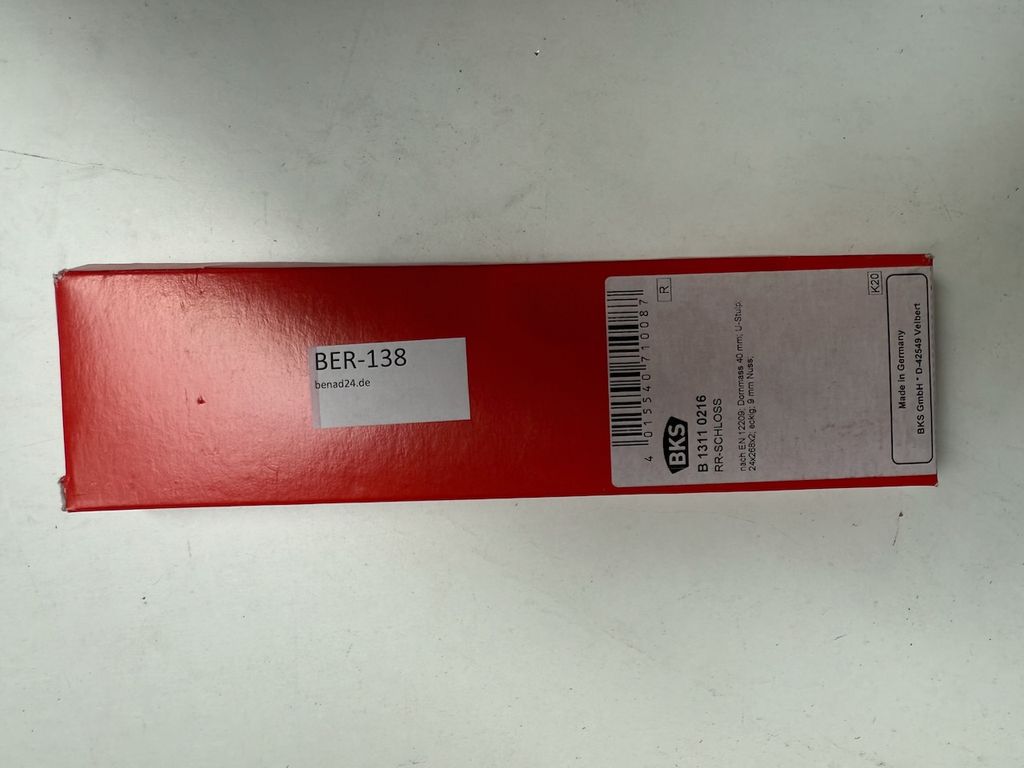 BER-138
benad24.de
4 015540 710087
R
BKS
B 1311 0216
RR-SCHLOSS
nach EN 12209; Dornmass 40 mm; U-Stulp;
24x268x2; eckig; 9 mm Nuss;
K20
Made in Germany
BKS GmbH * D-42549 Velbert